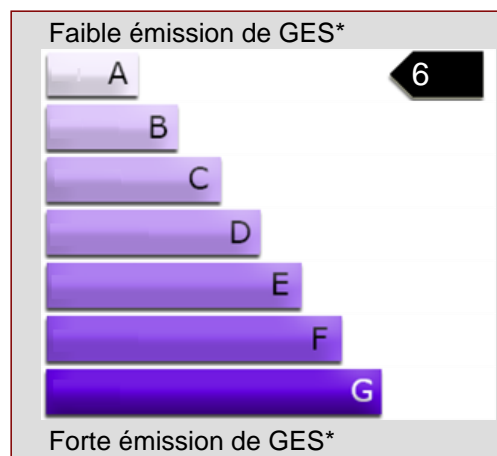 Faible émission de GES*
A 6
B
C
D
E
F
G
Forte émission de GES*